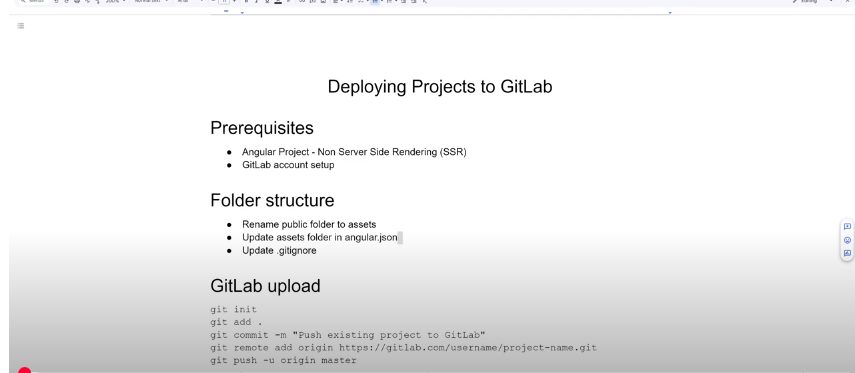 Editing
Deploying Projects to GitLab
Prerequisites
● Angular Project - Non Server Side Rendering (SSR)
● GitLab account setup
Folder structure
● Rename public folder to assets
● Update assets folder in angular.json
● Update .gitignore
GitLab upload
git init
git add .
git commit -m "Push existing project to GitLab"
git remote add origin https://gitlab.com/username/project-name.git
git push -u origin master